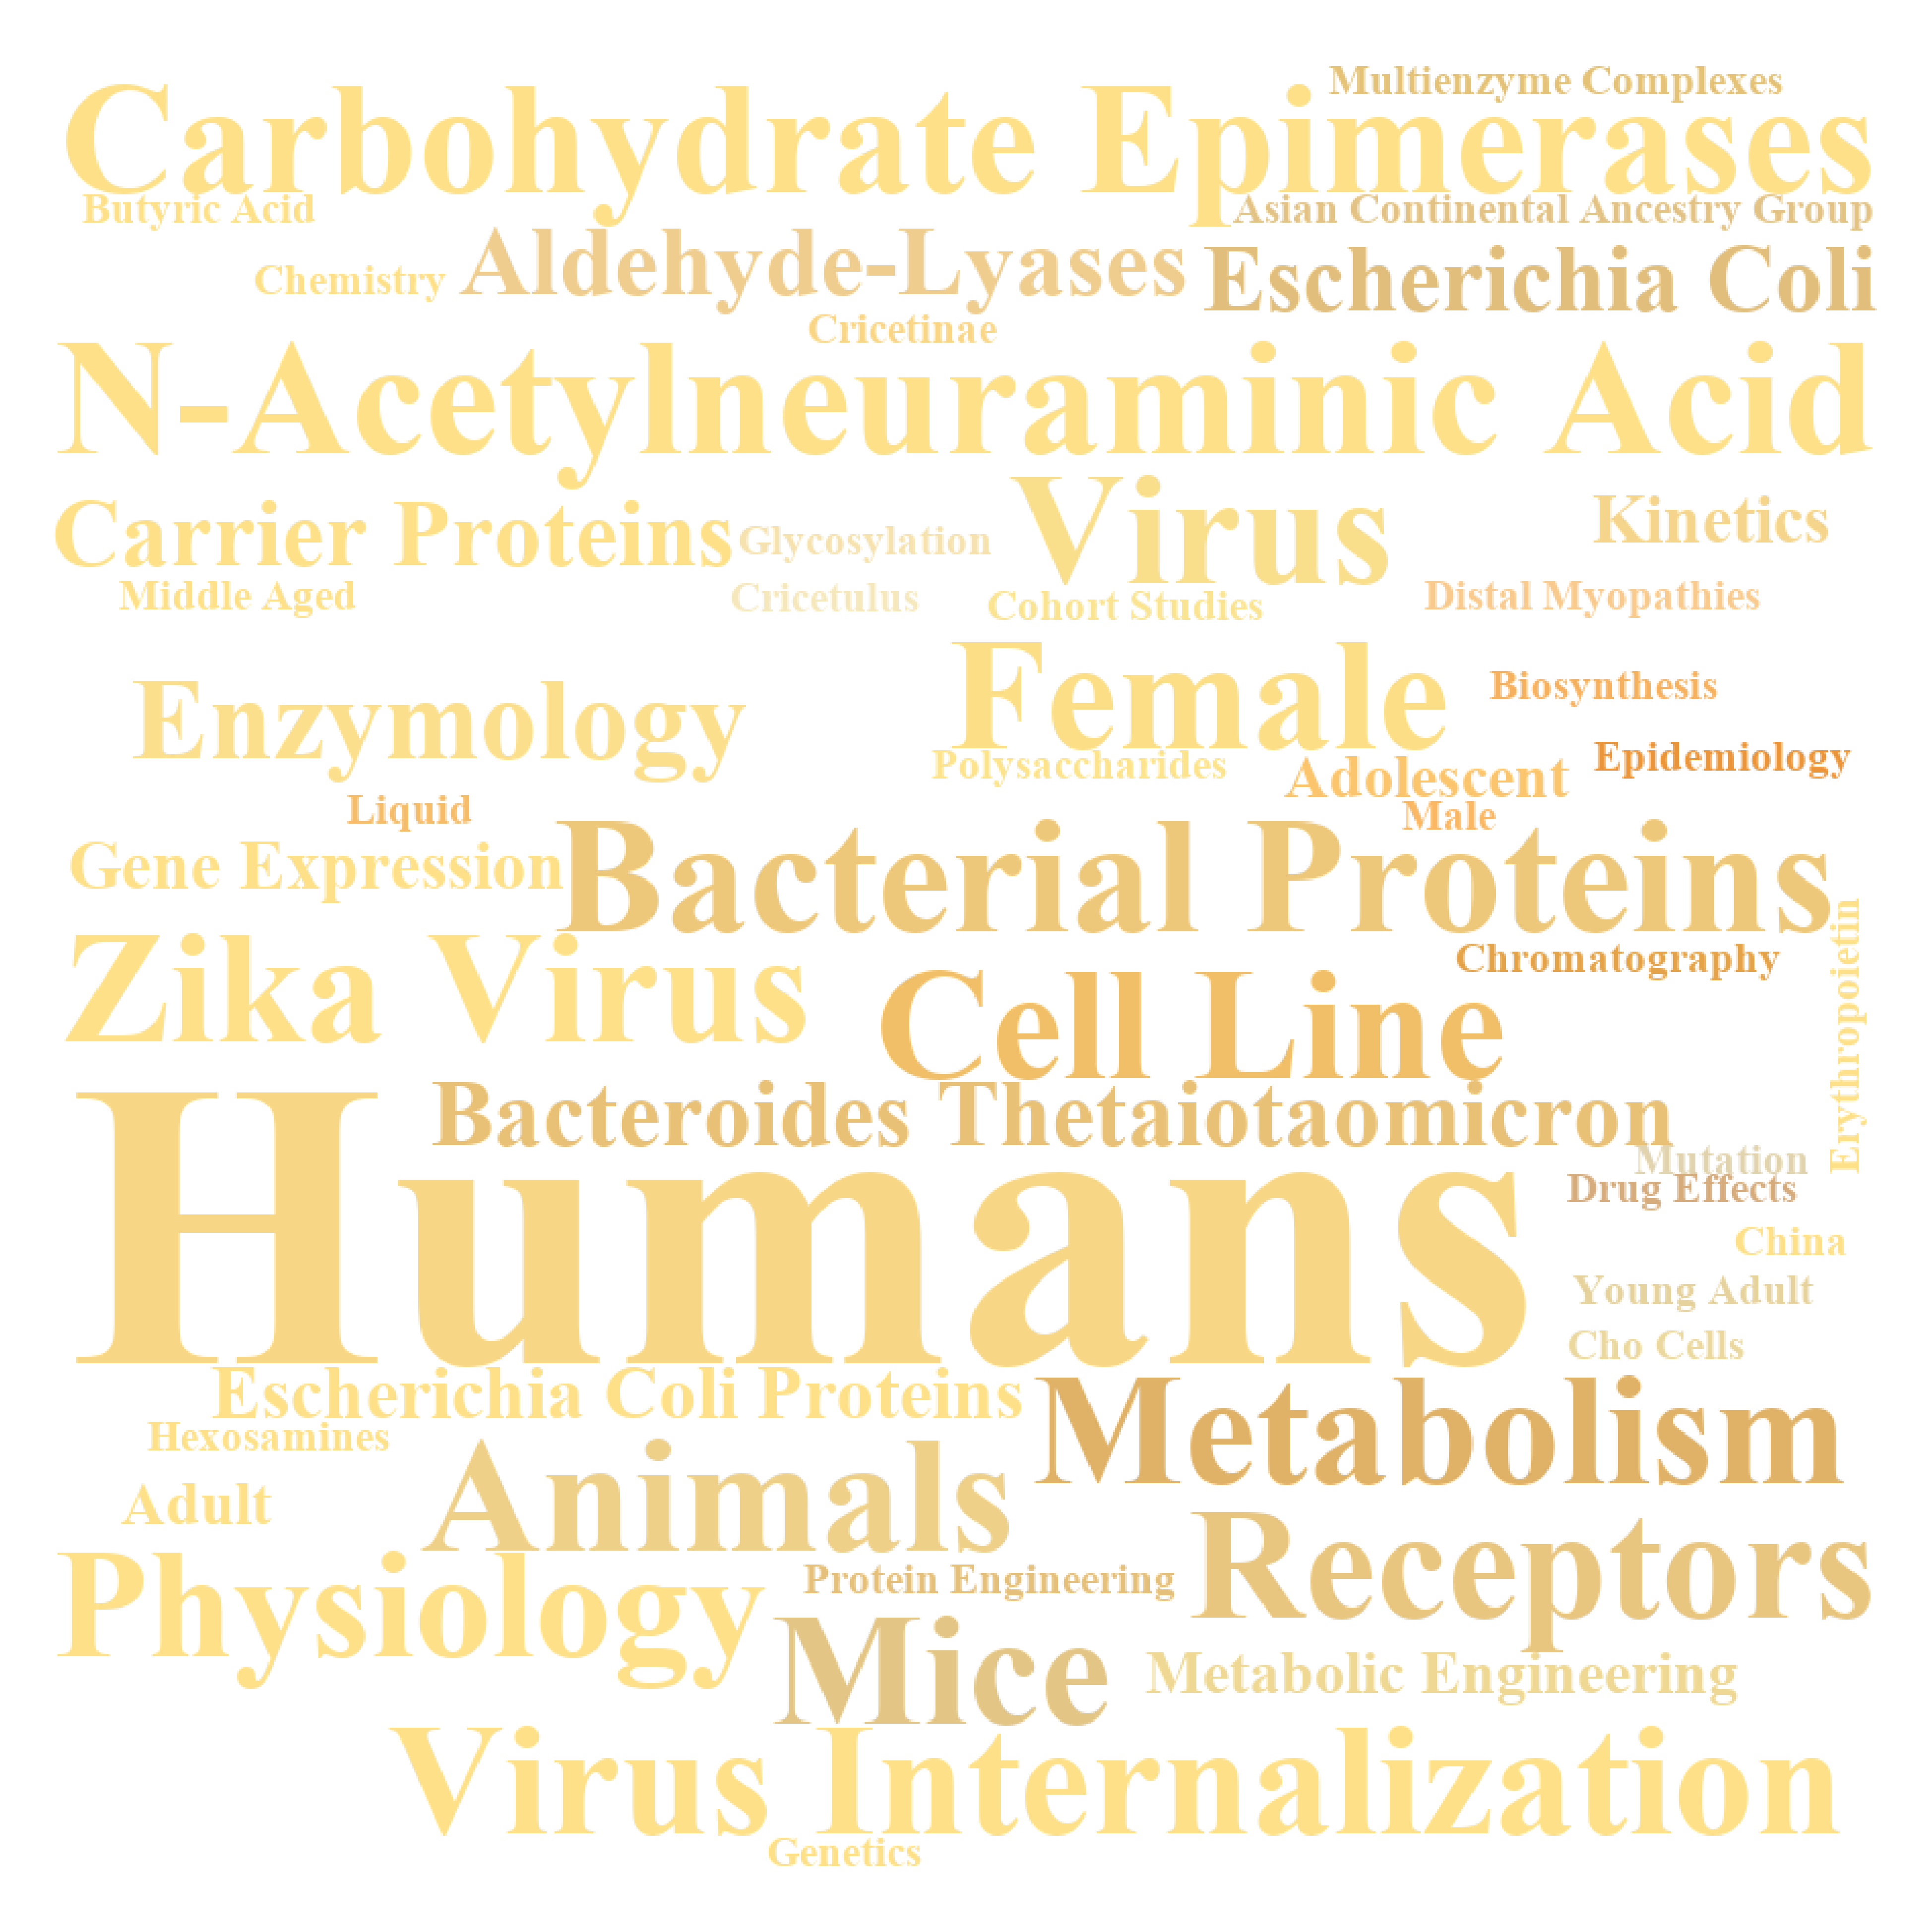 Multienzyme Complexes
Carbohydrate Epimerases
Butyric Acid
Asian Continental Ancestry Group
Aldehyde-Lyases
Escherichia Coli
Chemistry
Cricetinae
N-Acetylneuraminic Acid
Virus
Carrier Proteins
Kinetics
Glycosylation
Middle Aged
Cricetulus
Cohort Studies
Distal Myopathies
Female
Biosynthesis
Enzymology
Polysaccharides
Adolescent
Epidemiology
Liquid
Male
Gene Expression
Bacterial Proteins
Zika Virus
Chromatography
Cell Line
Erythropoietin
Bacteroides Thetaiotaomicron
Mutation
Drug Effects
Humans
China
Young Adult
Cho Cells
Escherichia Coli Proteins
Metabolism
Hexosamines
Animals
Adult
Receptors
Physiology
Protein Engineering
Mice
Metabolic Engineering
Virus Internalization
Genetics